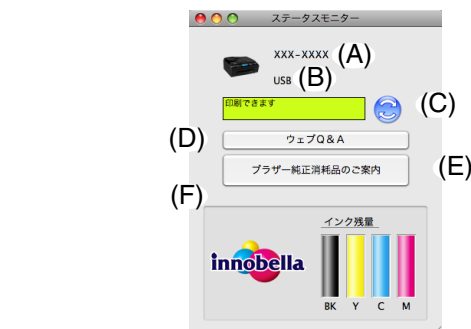 ステータスモニター
XXX-XXXX (A)
USB (B)
印刷できます
(C)
(D)
ウェブQ&A
ブラザー純正消耗品のご案内
(E)
(F)
インク残量
innobella
BK Y C M